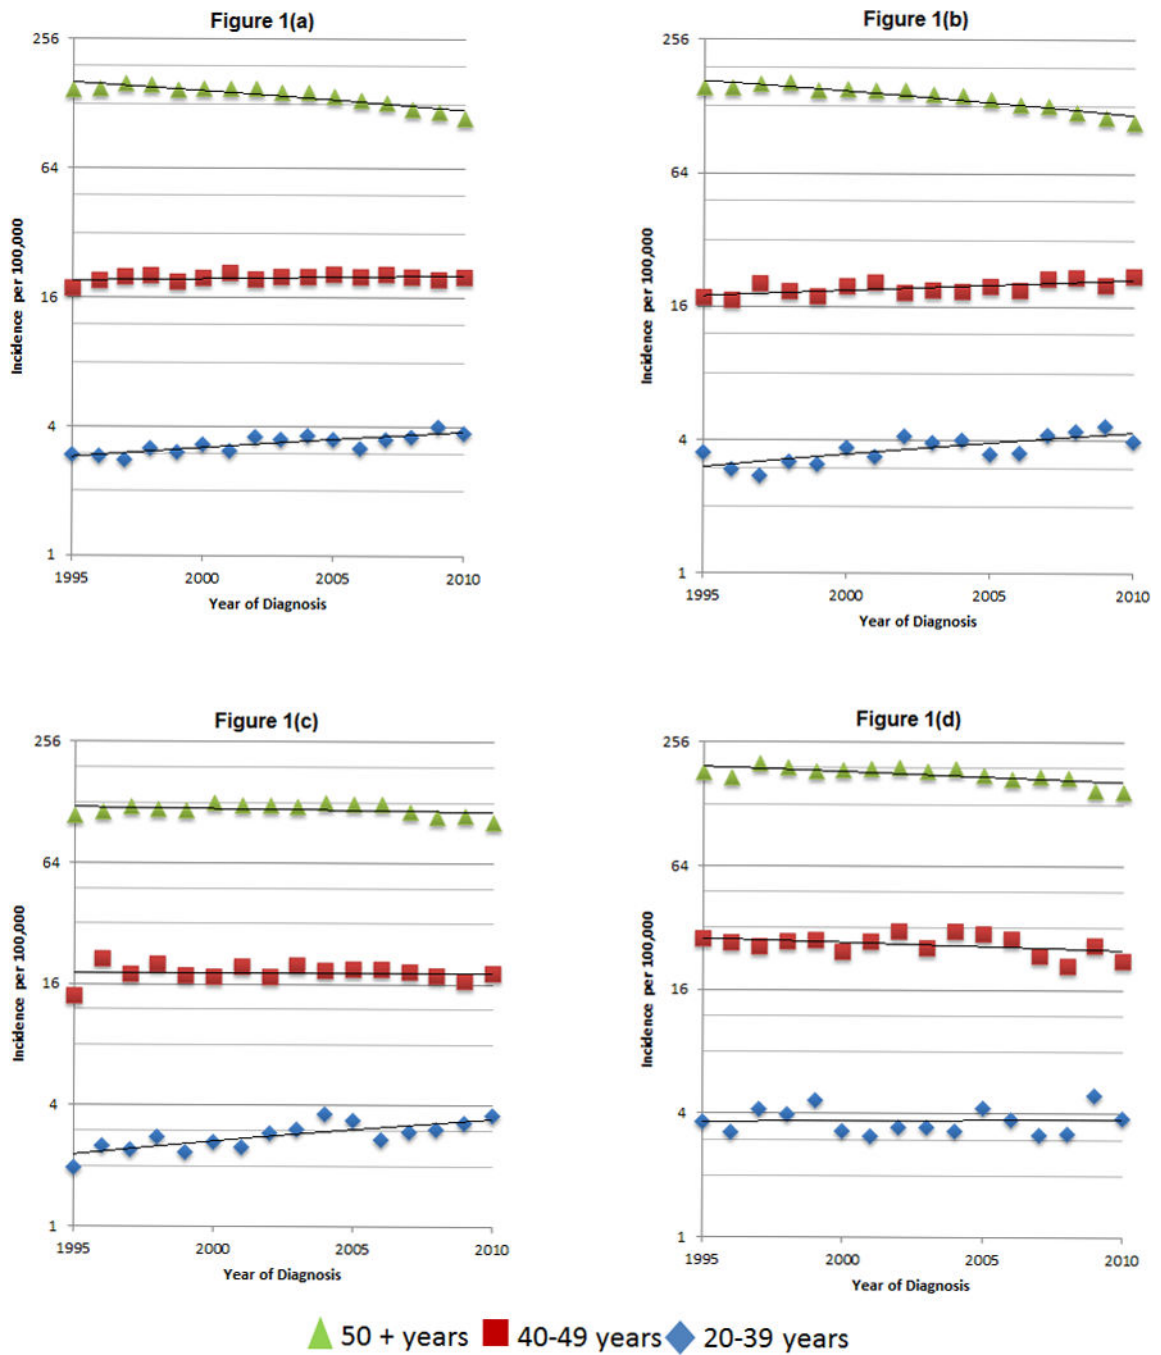 Figure 1(a)
256
64
16
4
1
Incidence per 100,000
1995 2000 2005 2010
Year of Diagnosis
Figure 1(b)
256
64
16
4
1
Incidence per 100,000
1995 2000 2005 2010
Year of Diagnosis
Figure 1(c)
256
64
16
4
1
Incidence per 100,000
1995 2000 2005 2010
Year of Diagnosis
Figure 1(d)
256
64
16
4
1
Incidence per 100,000
1995 2000 2005 2010
Year of Diagnosis
50 + years 40-49 years 20-39 years